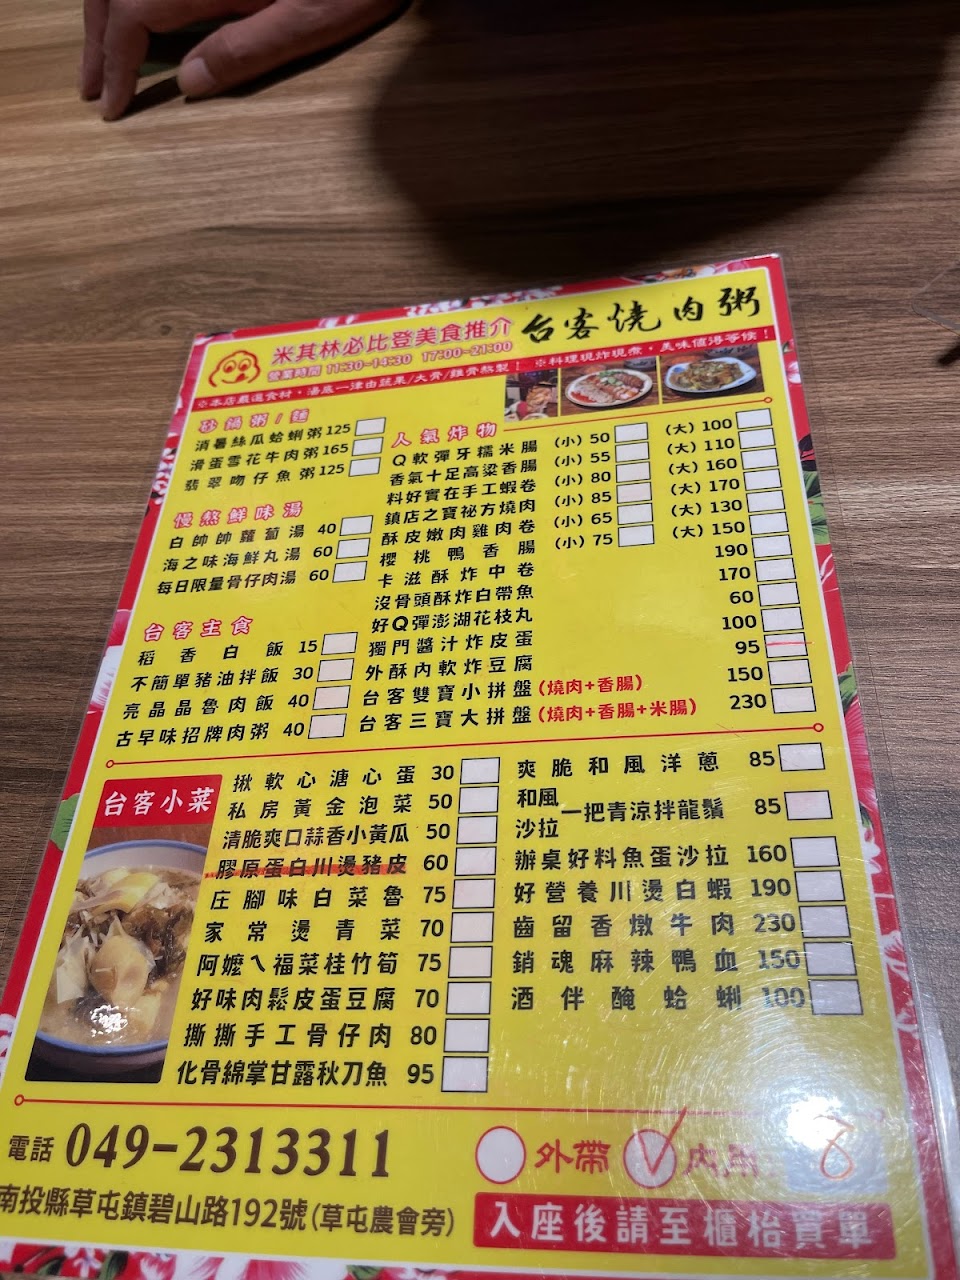 米其林必比登美食推介
營業時間 11:30~14:30 17:00~21:00
台客燒肉粥
※本店嚴選食材，湯底一律由蔬果/大骨/雞骨熬製！ ※料理現炸現煮，美味值得等候！
砂鍋粥/麵
消暑絲瓜蛤蜊粥 125
滑蛋雪花牛肉粥 165
翡翠吻仔魚粥 125
慢熬鮮味湯
白帥帥蘿蔔湯 40
海之味海鮮丸湯 60
每日限量骨仔肉湯 60
台客主食
稻香白飯 15
不簡單豬油拌飯 30
亮晶晶魯肉飯 40
古早味招牌肉粥 40
人氣炸物
Q軟彈牙糯米腸 (小) 50 (大) 100
香氣十足高粱香腸 (小) 55 (大) 110
料好實在手工蝦卷 (小) 80 (大) 160
鎮店之寶祕方燒肉 (小) 85 (大) 170
酥皮嫩肉雞肉卷 (小) 65 (大) 130
櫻桃鴨香腸 (小) 75 (大) 150
卡滋酥炸中卷 190
沒骨頭酥炸白帶魚 170
好Q彈澎湖花枝丸 60
獨門醬汁炸皮蛋 100
外酥內軟炸豆腐 95
台客雙寶小拼盤(燒肉+香腸) 150
台客三寶大拼盤(燒肉+香腸+米腸) 230
台客小菜
揪軟心溏心蛋 30
私房黃金泡菜 50
清脆爽口蒜香小黃瓜 50
膠原蛋白川燙豬皮 60
庄腳味白菜魯 75
家常燙青菜 70
阿嬤ㄟ福菜桂竹筍 75
好味肉鬆皮蛋豆腐 70
撕撕手工骨仔肉 80
化骨綿掌甘露秋刀魚 95
爽脆和風洋蔥 85
和風沙拉 一把青涼拌龍鬚 85
辦桌好料魚蛋沙拉 160
好營養川燙白蝦 190
齒留香燉牛肉 230
銷魂麻辣鴨血 150
酒伴醃蛤蜊 100
電話 049-2313311
南投縣草屯鎮碧山路192號(草屯農會旁)
外帶 內用 8
入座後請至櫃枱買單